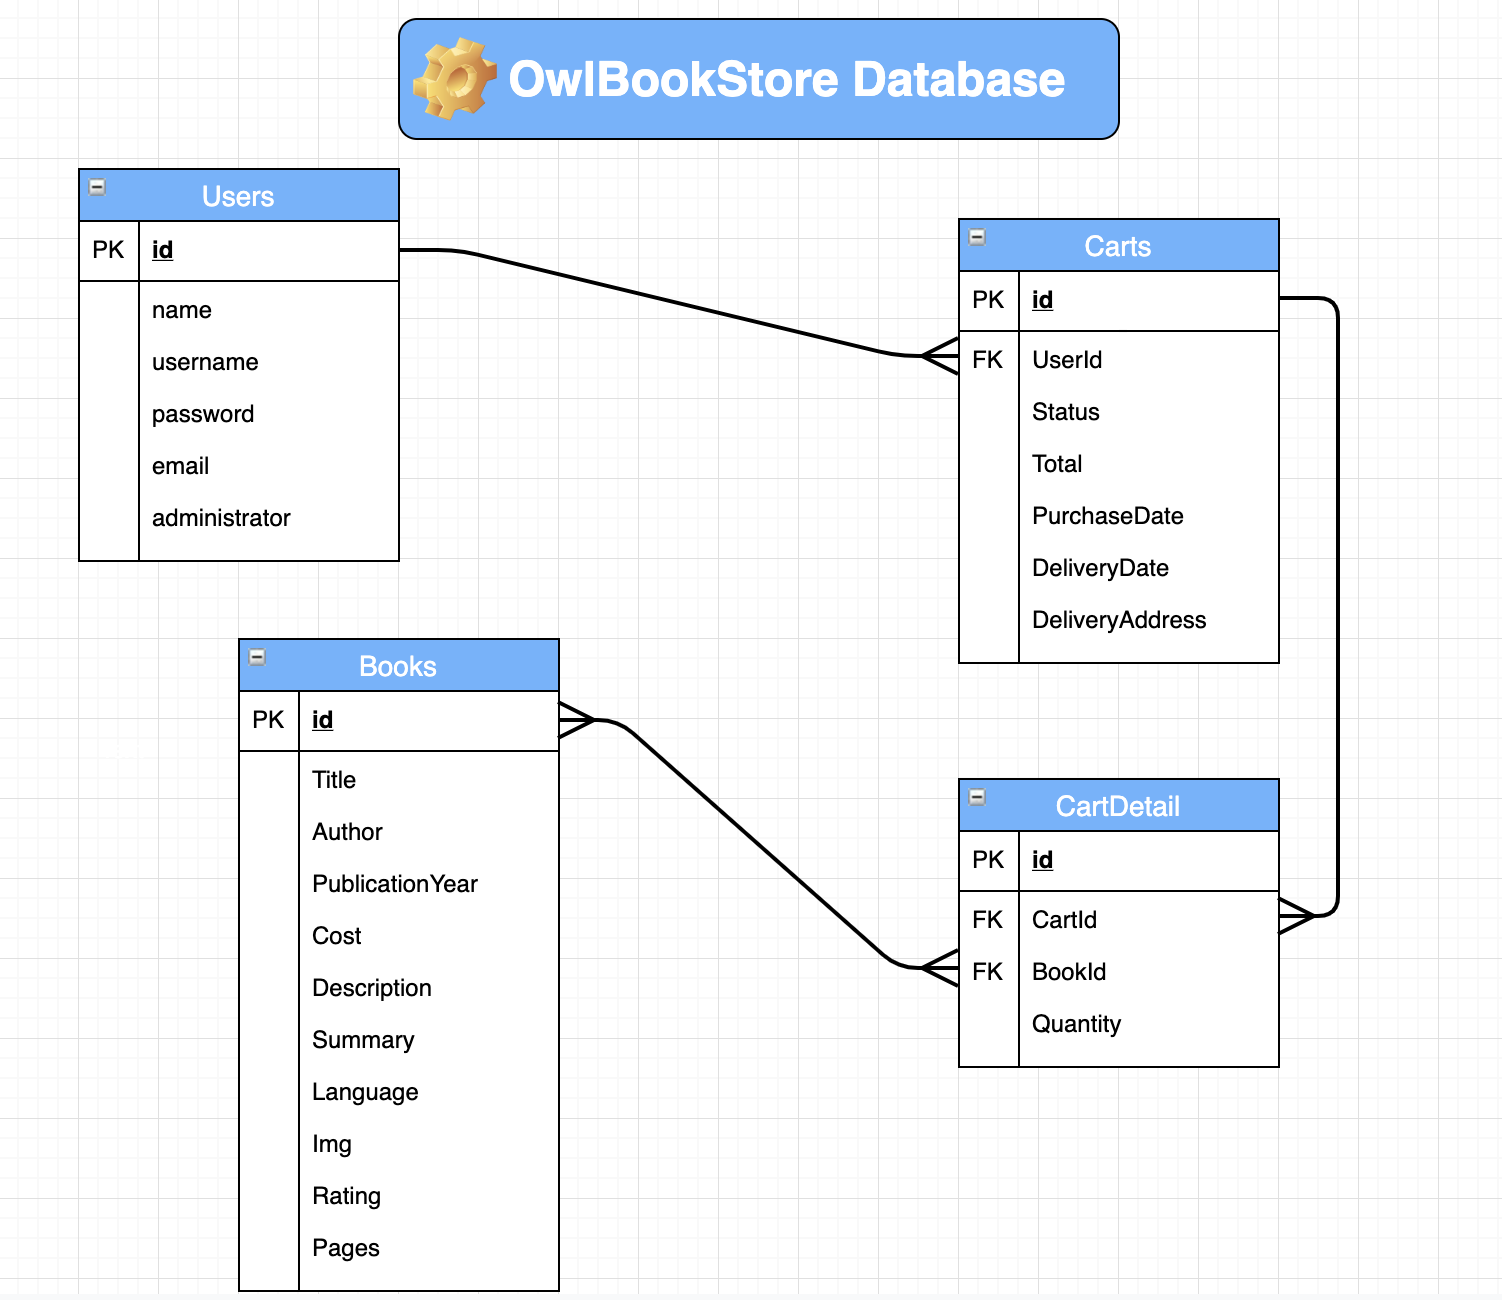 OwlBookStore Database
Users
PK id
name
username
password
email
administrator
Carts
PK id
FK UserId
Status
Total
PurchaseDate
DeliveryDate
DeliveryAddress
Books
PK id
Title
Author
PublicationYear
Cost
Description
Summary
Language
Img
Rating
Pages
CartDetail
PK id
FK CartId
FK BookId
Quantity